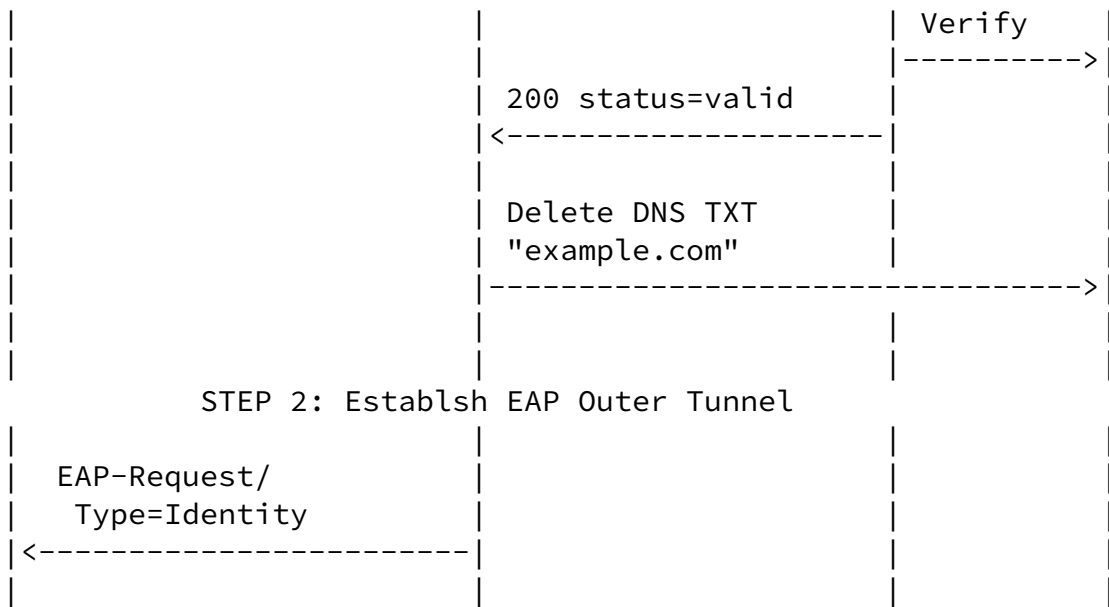 Verify
200 status=valid
Delete DNS TXT
"example.com"
STEP 2: Establsh EAP Outer Tunnel
EAP-Request/
Type=Identity